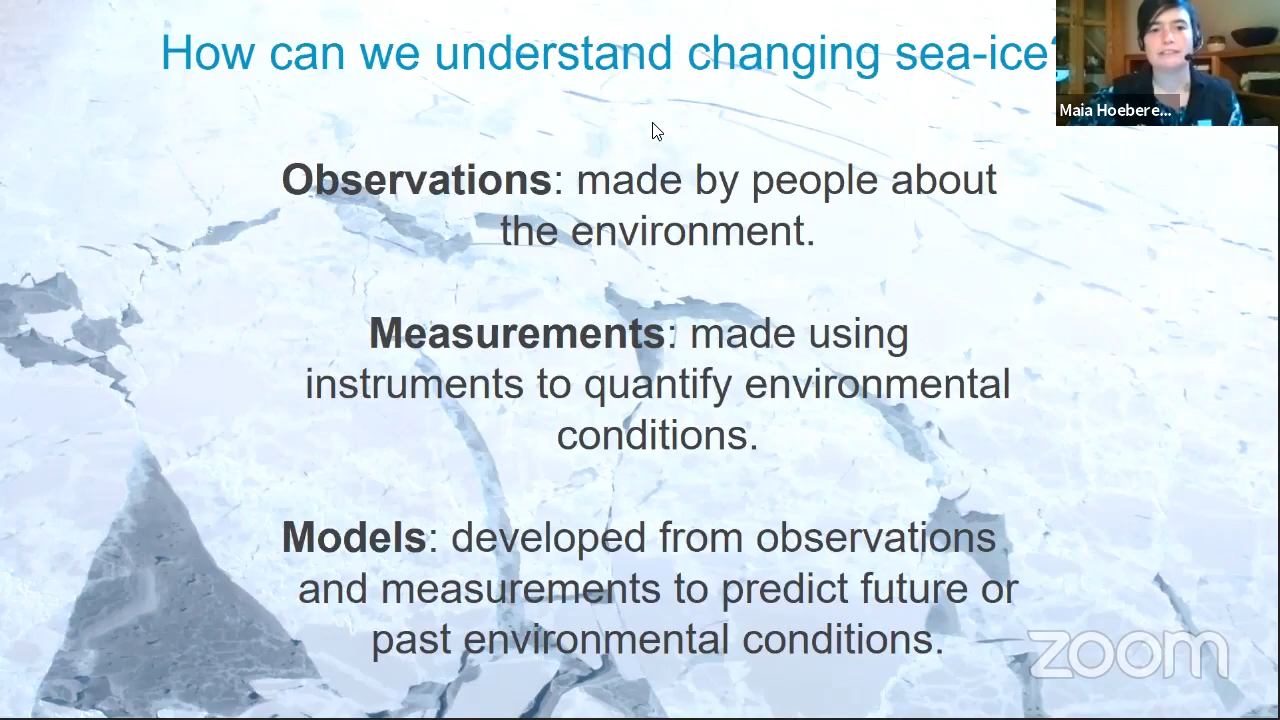 How can we understand changing sea-ice?
Maia Hoebere...
Observations: made by people about
the environment.
Measurements: made using
instruments to quantify environmental
conditions.
Models: developed from observations
and measurements to predict future or
past environmental conditions.
zoom